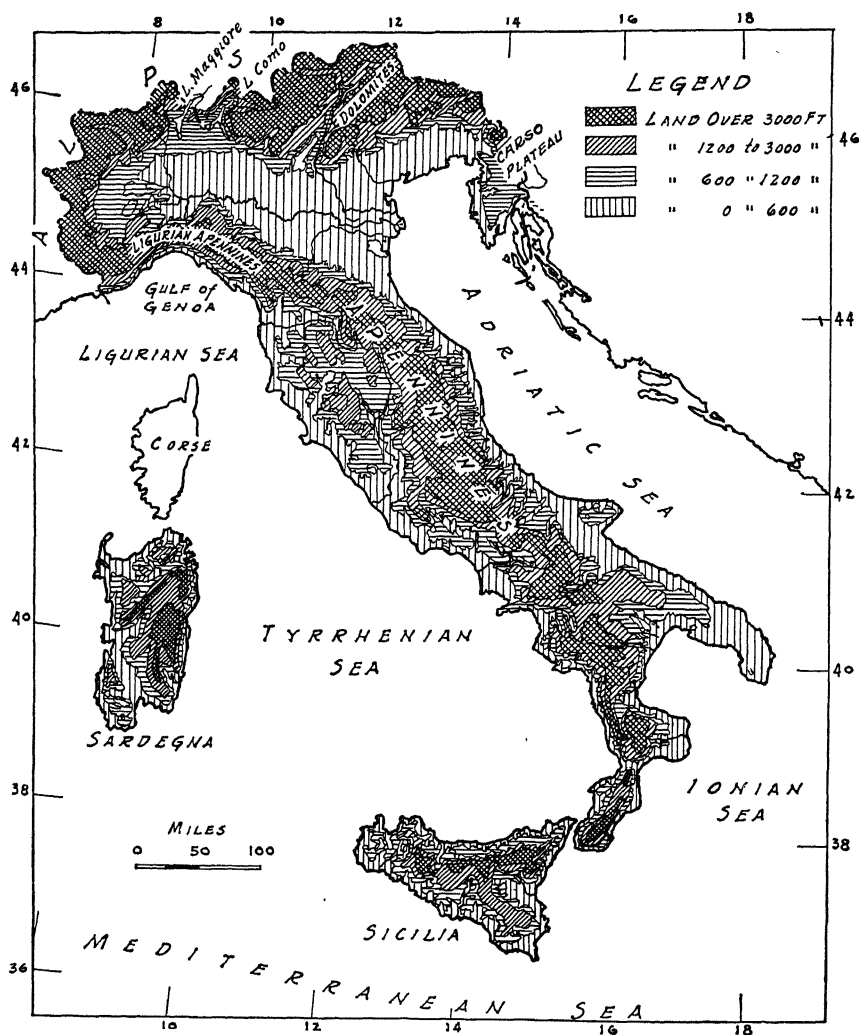 8 10 12 14 16 18
46
46
44
44
42
42
40
40
38
38
36
10 12 14 16 18
LEGEND
LAND OVER 3000 FT
" 1200 to 3000 "
" 600 " 1200 "
" 0 " 600 "
ALPS
L. Maggiore
L. Como
DOLOMITES
CARSO
PLATEAU
LIGURIAN APENNINES
GULF OF
GENOA
LIGURIAN SEA
APENNINES
ADRIATIC SEA
CORSE
TYRRHENIAN
SEA
SARDEGNA
IONIAN
SEA
MILES
0 50 100
SICILIA
MEDITERRANEAN SEA